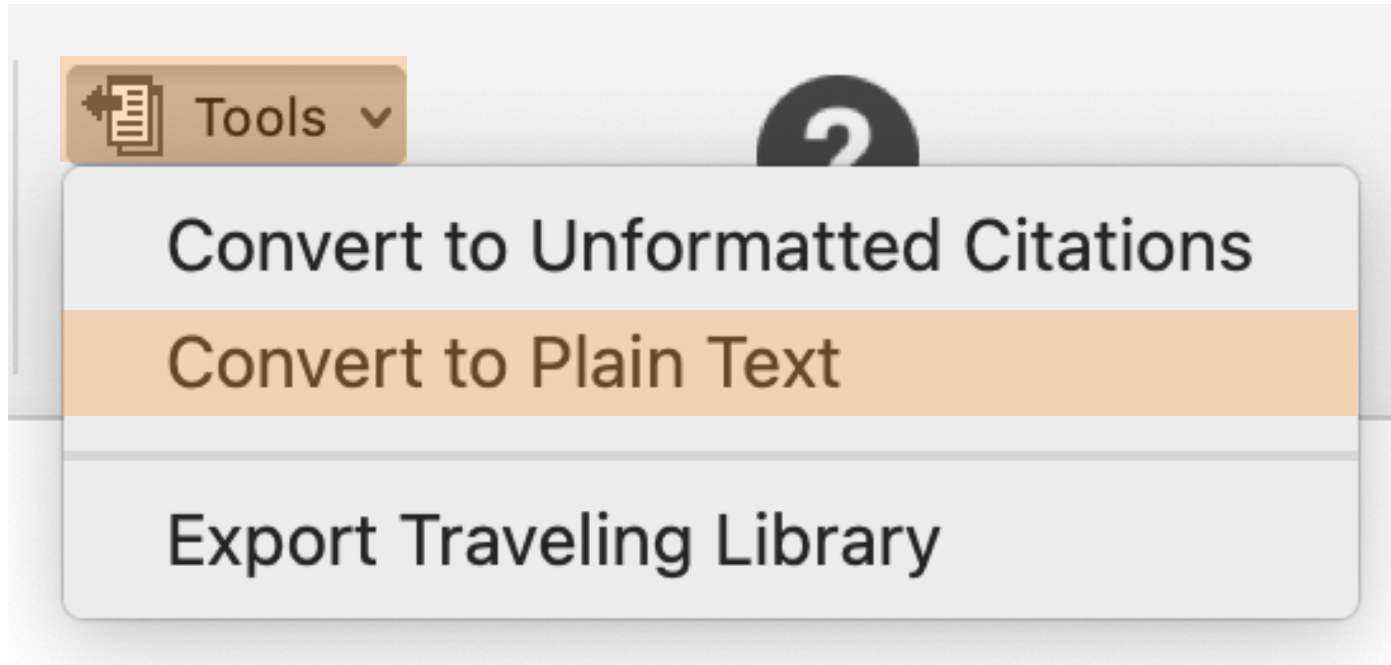 Tools
?
Convert to Unformatted Citations
Convert to Plain Text
Export Traveling Library